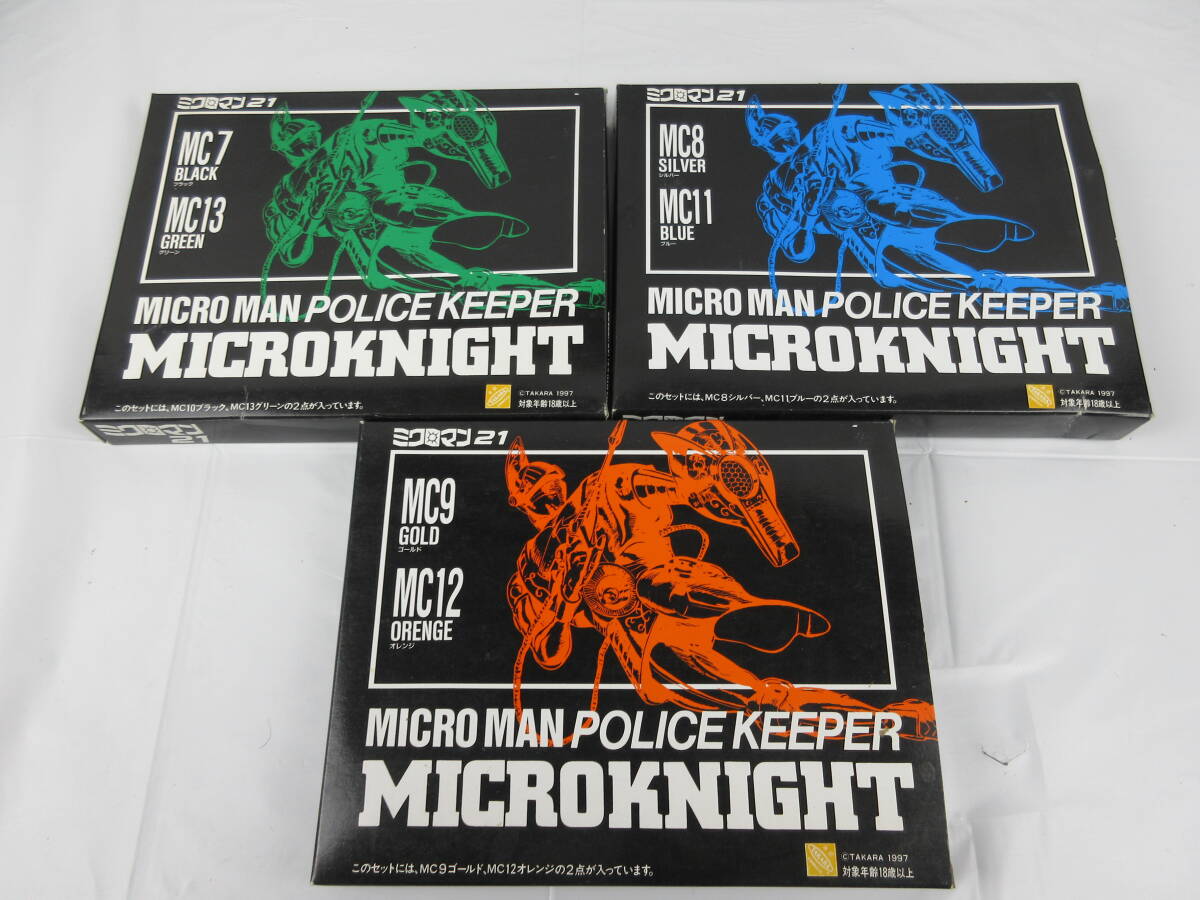 ミクロマン21
MC7
BLACK
ブラック
MC13
GREEN
グリーン
MICRO MAN POLICE KEEPER
MICROKNIGHT
このセットには、MC10ブラック、MC13グリーンの2点が入っています。
©TAKARA 1997
対象年齢18歳以上
ミクロマン21
ミクロマン21
MC8
SILVER
シルバー
MC11
BLUE
ブルー
MICRO MAN POLICE KEEPER
MICROKNIGHT
このセットには、MC8シルバー、MC11ブルーの2点が入っています。
©TAKARA 1997
対象年齢18歳以上
ミクロマン21
MC9
GOLD
ゴールド
MC12
ORENGE
オレンジ
MICRO MAN POLICE KEEPER
MICROKNIGHT
このセットには、MC9ゴールド、MC12オレンジの2点が入っています。
©TAKARA 1997
対象年齢18歳以上